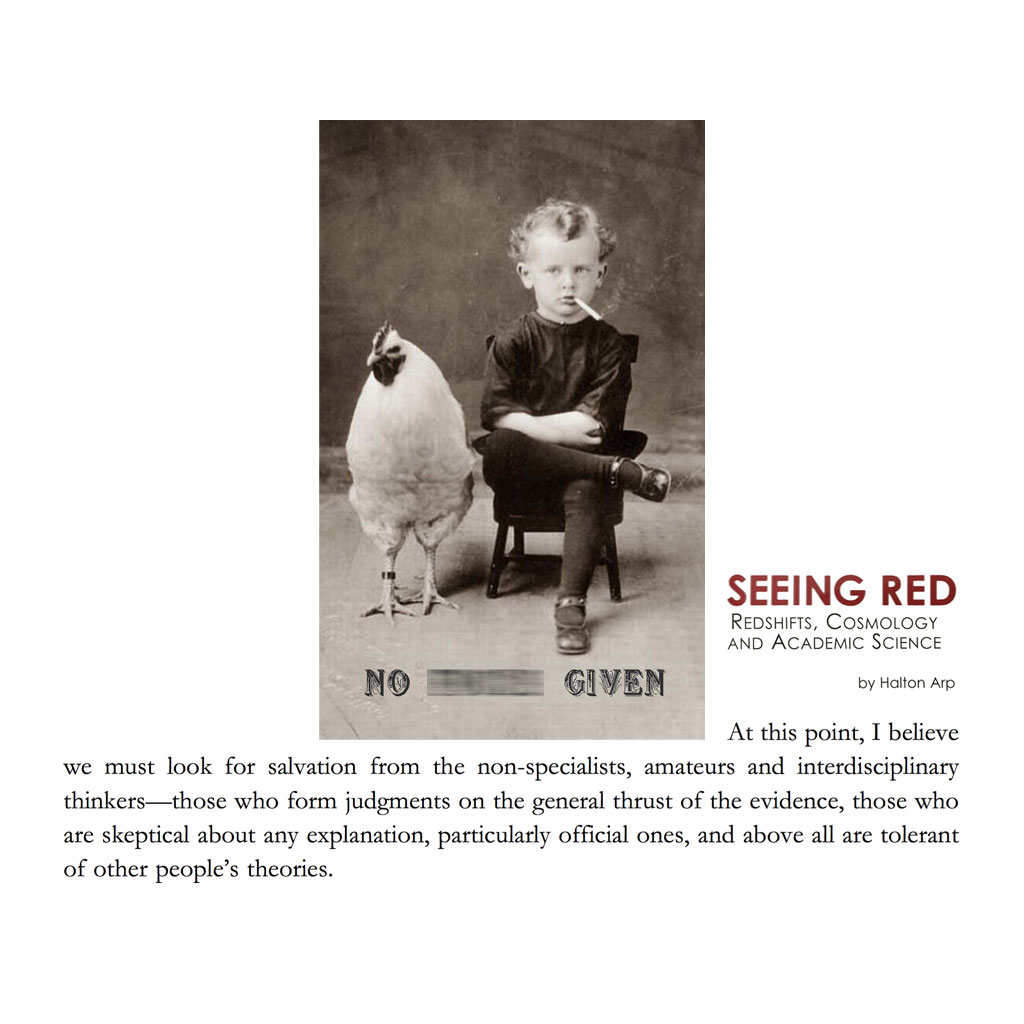 NO GIVEN
SEEING RED
REDSHIFTS, COSMOLOGY
AND ACADEMIC SCIENCE
by Halton Arp
At this point, I believe
we must look for salvation from the non-specialists, amateurs and interdisciplinary
thinkers—those who form judgments on the general thrust of the evidence, those who
are skeptical about any explanation, particularly official ones, and above all are tolerant
of other people’s theories.